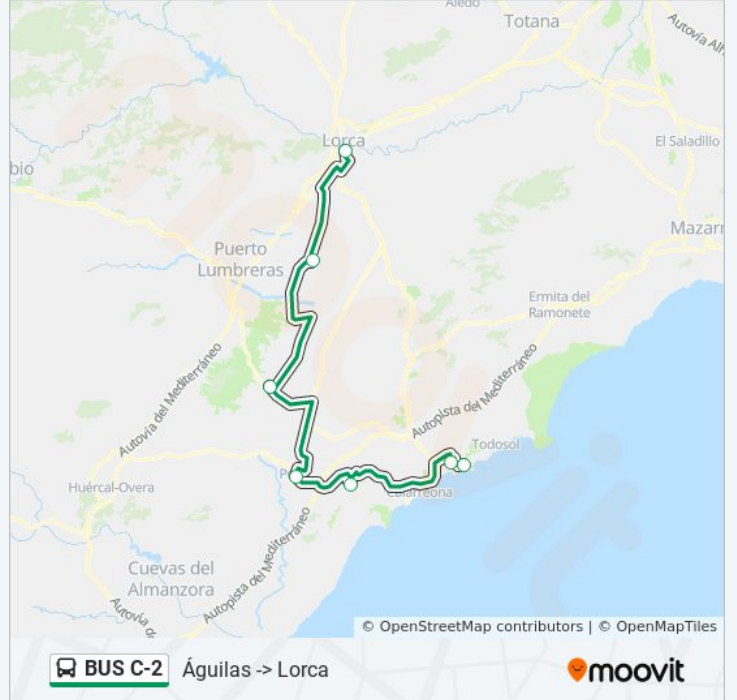 Aledo
Totana
Autovía Alh
Lorca
El Saladillo
bio
Mazarr
Puerto
Lumbreras
Ermita del
Ramonete
Autovía del Mediterráneo
Autopista del Mediterráneo
Todosol
P
Calarreona
Huércal-Overa
Autopista del Mediterráneo
Cuevas del
Almanzora
Autovía de
© OpenStreetMap contributors | © OpenMapTiles
BUS C-2 Águilas -> Lorca
moovit